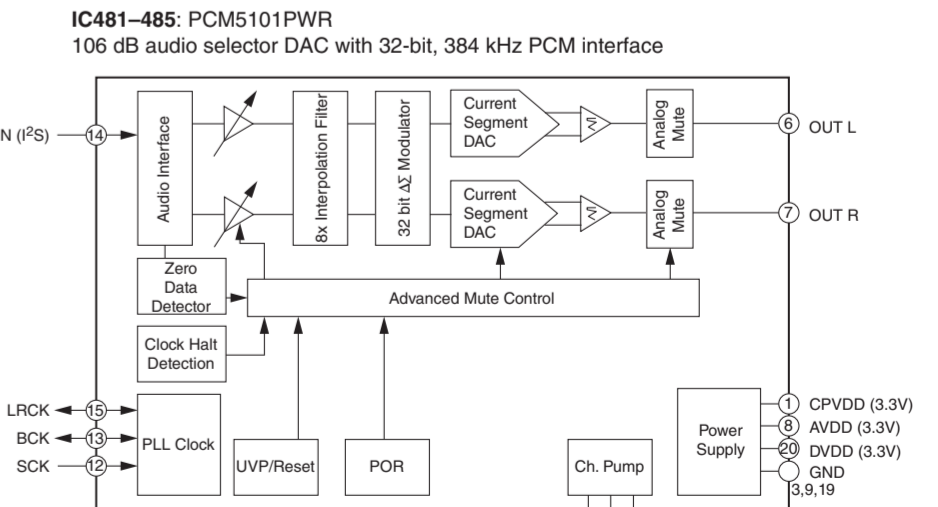 IC481–485: PCM5101PWR
106 dB audio selector DAC with 32-bit, 384 kHz PCM interface
N (I²S)
14
Audio Interface
8x Interpolation Filter
32 bit ΔΣ Modulator
Current
Segment
DAC
Analog
Mute
6
OUT L
Current
Segment
DAC
Analog
Mute
7
OUT R
Zero
Data
Detector
Advanced Mute Control
Clock Halt
Detection
LRCK
15
BCK
13
SCK
12
PLL Clock
UVP/Reset
POR
Ch. Pump
Power
Supply
1
CPVDD (3.3V)
8
AVDD (3.3V)
20
DVDD (3.3V)
GND
3,9,19